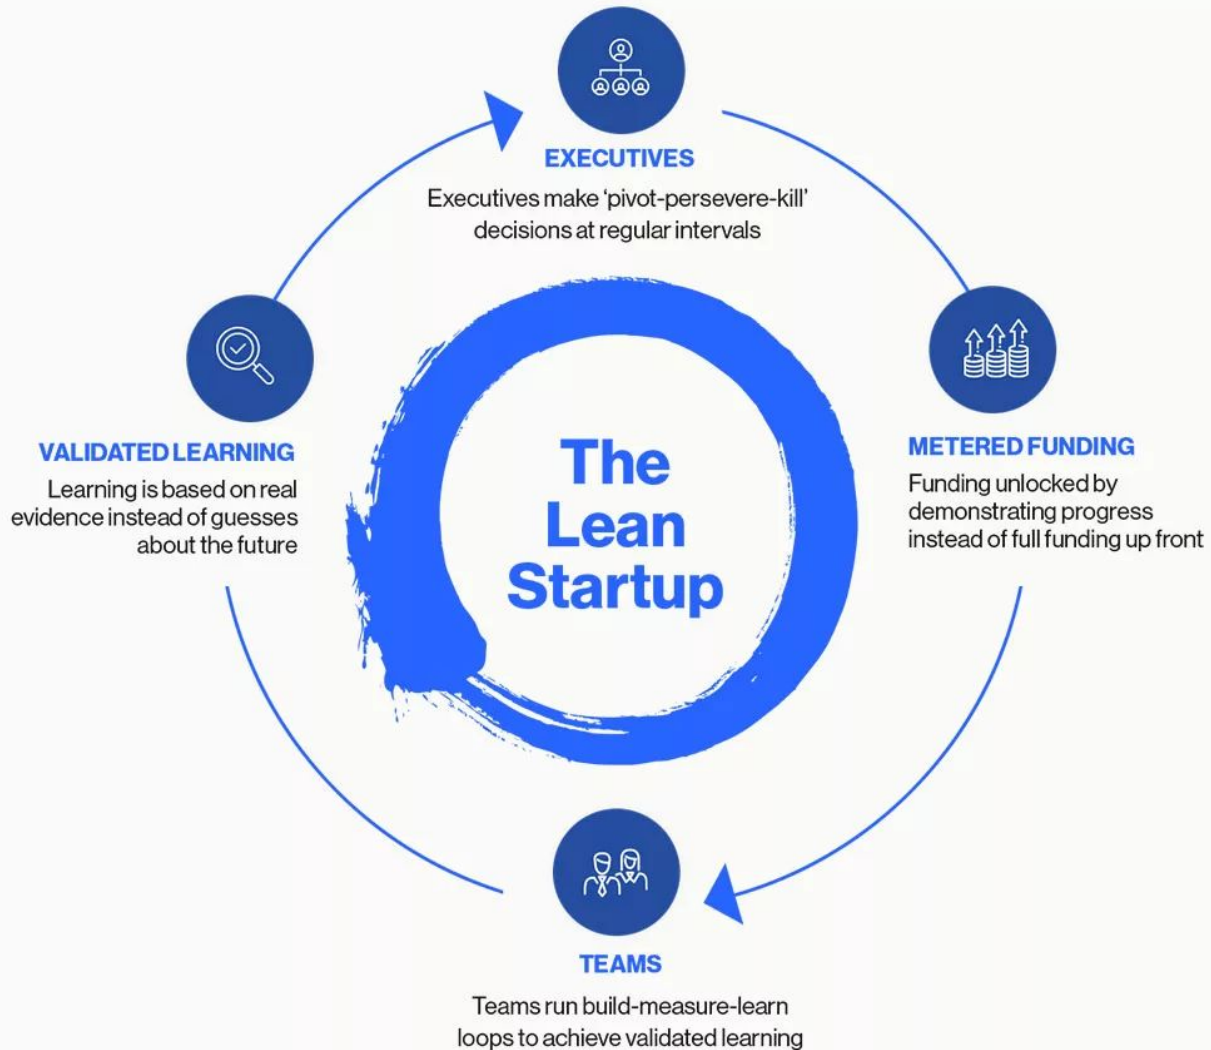 EXECUTIVES
Executives make ‘pivot-persevere-kill’
decisions at regular intervals
VALIDATED LEARNING
Learning is based on real
evidence instead of guesses
about the future
The
Lean
Startup
METERED FUNDING
Funding unlocked by
demonstrating progress
instead of full funding up front
TEAMS
Teams run build-measure-learn
loops to achieve validated learning